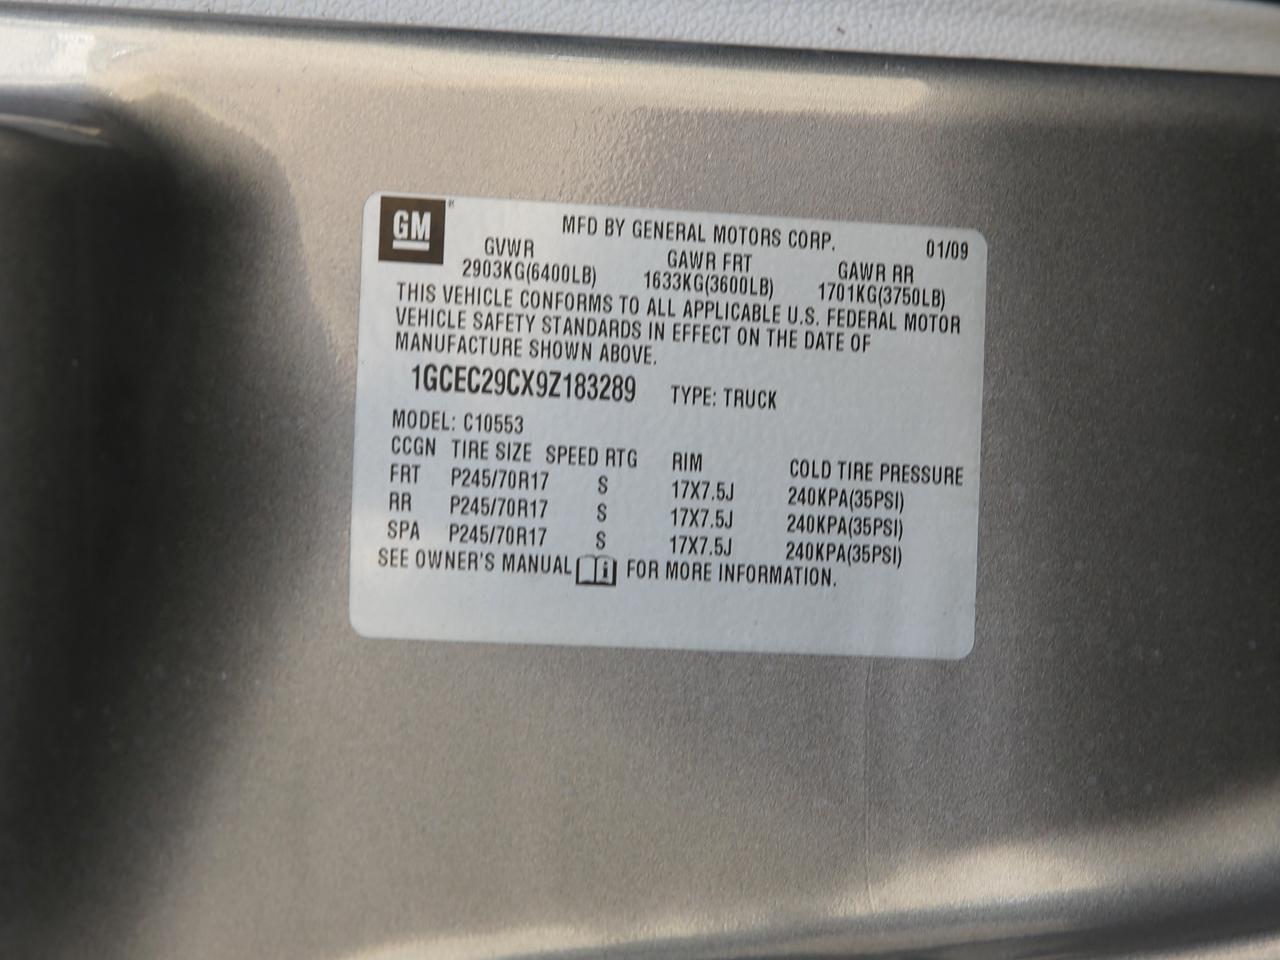 GM
MFD BY GENERAL MOTORS CORP. 01/09
GVWR GAWR FRT GAWR RR
2903KG(6400LB) 1633KG(3600LB) 1701KG(3750LB)
THIS VEHICLE CONFORMS TO ALL APPLICABLE U.S. FEDERAL MOTOR
VEHICLE SAFETY STANDARDS IN EFFECT ON THE DATE OF
MANUFACTURE SHOWN ABOVE.
1GCEC29CX9Z183289 TYPE: TRUCK
MODEL: C10553
CCGN TIRE SIZE SPEED RTG RIM COLD TIRE PRESSURE
FRT P245/70R17 S 17X7.5J 240KPA(35PSI)
RR P245/70R17 S 17X7.5J 240KPA(35PSI)
SPA P245/70R17 S 17X7.5J 240KPA(35PSI)
SEE OWNER'S MANUAL i FOR MORE INFORMATION.